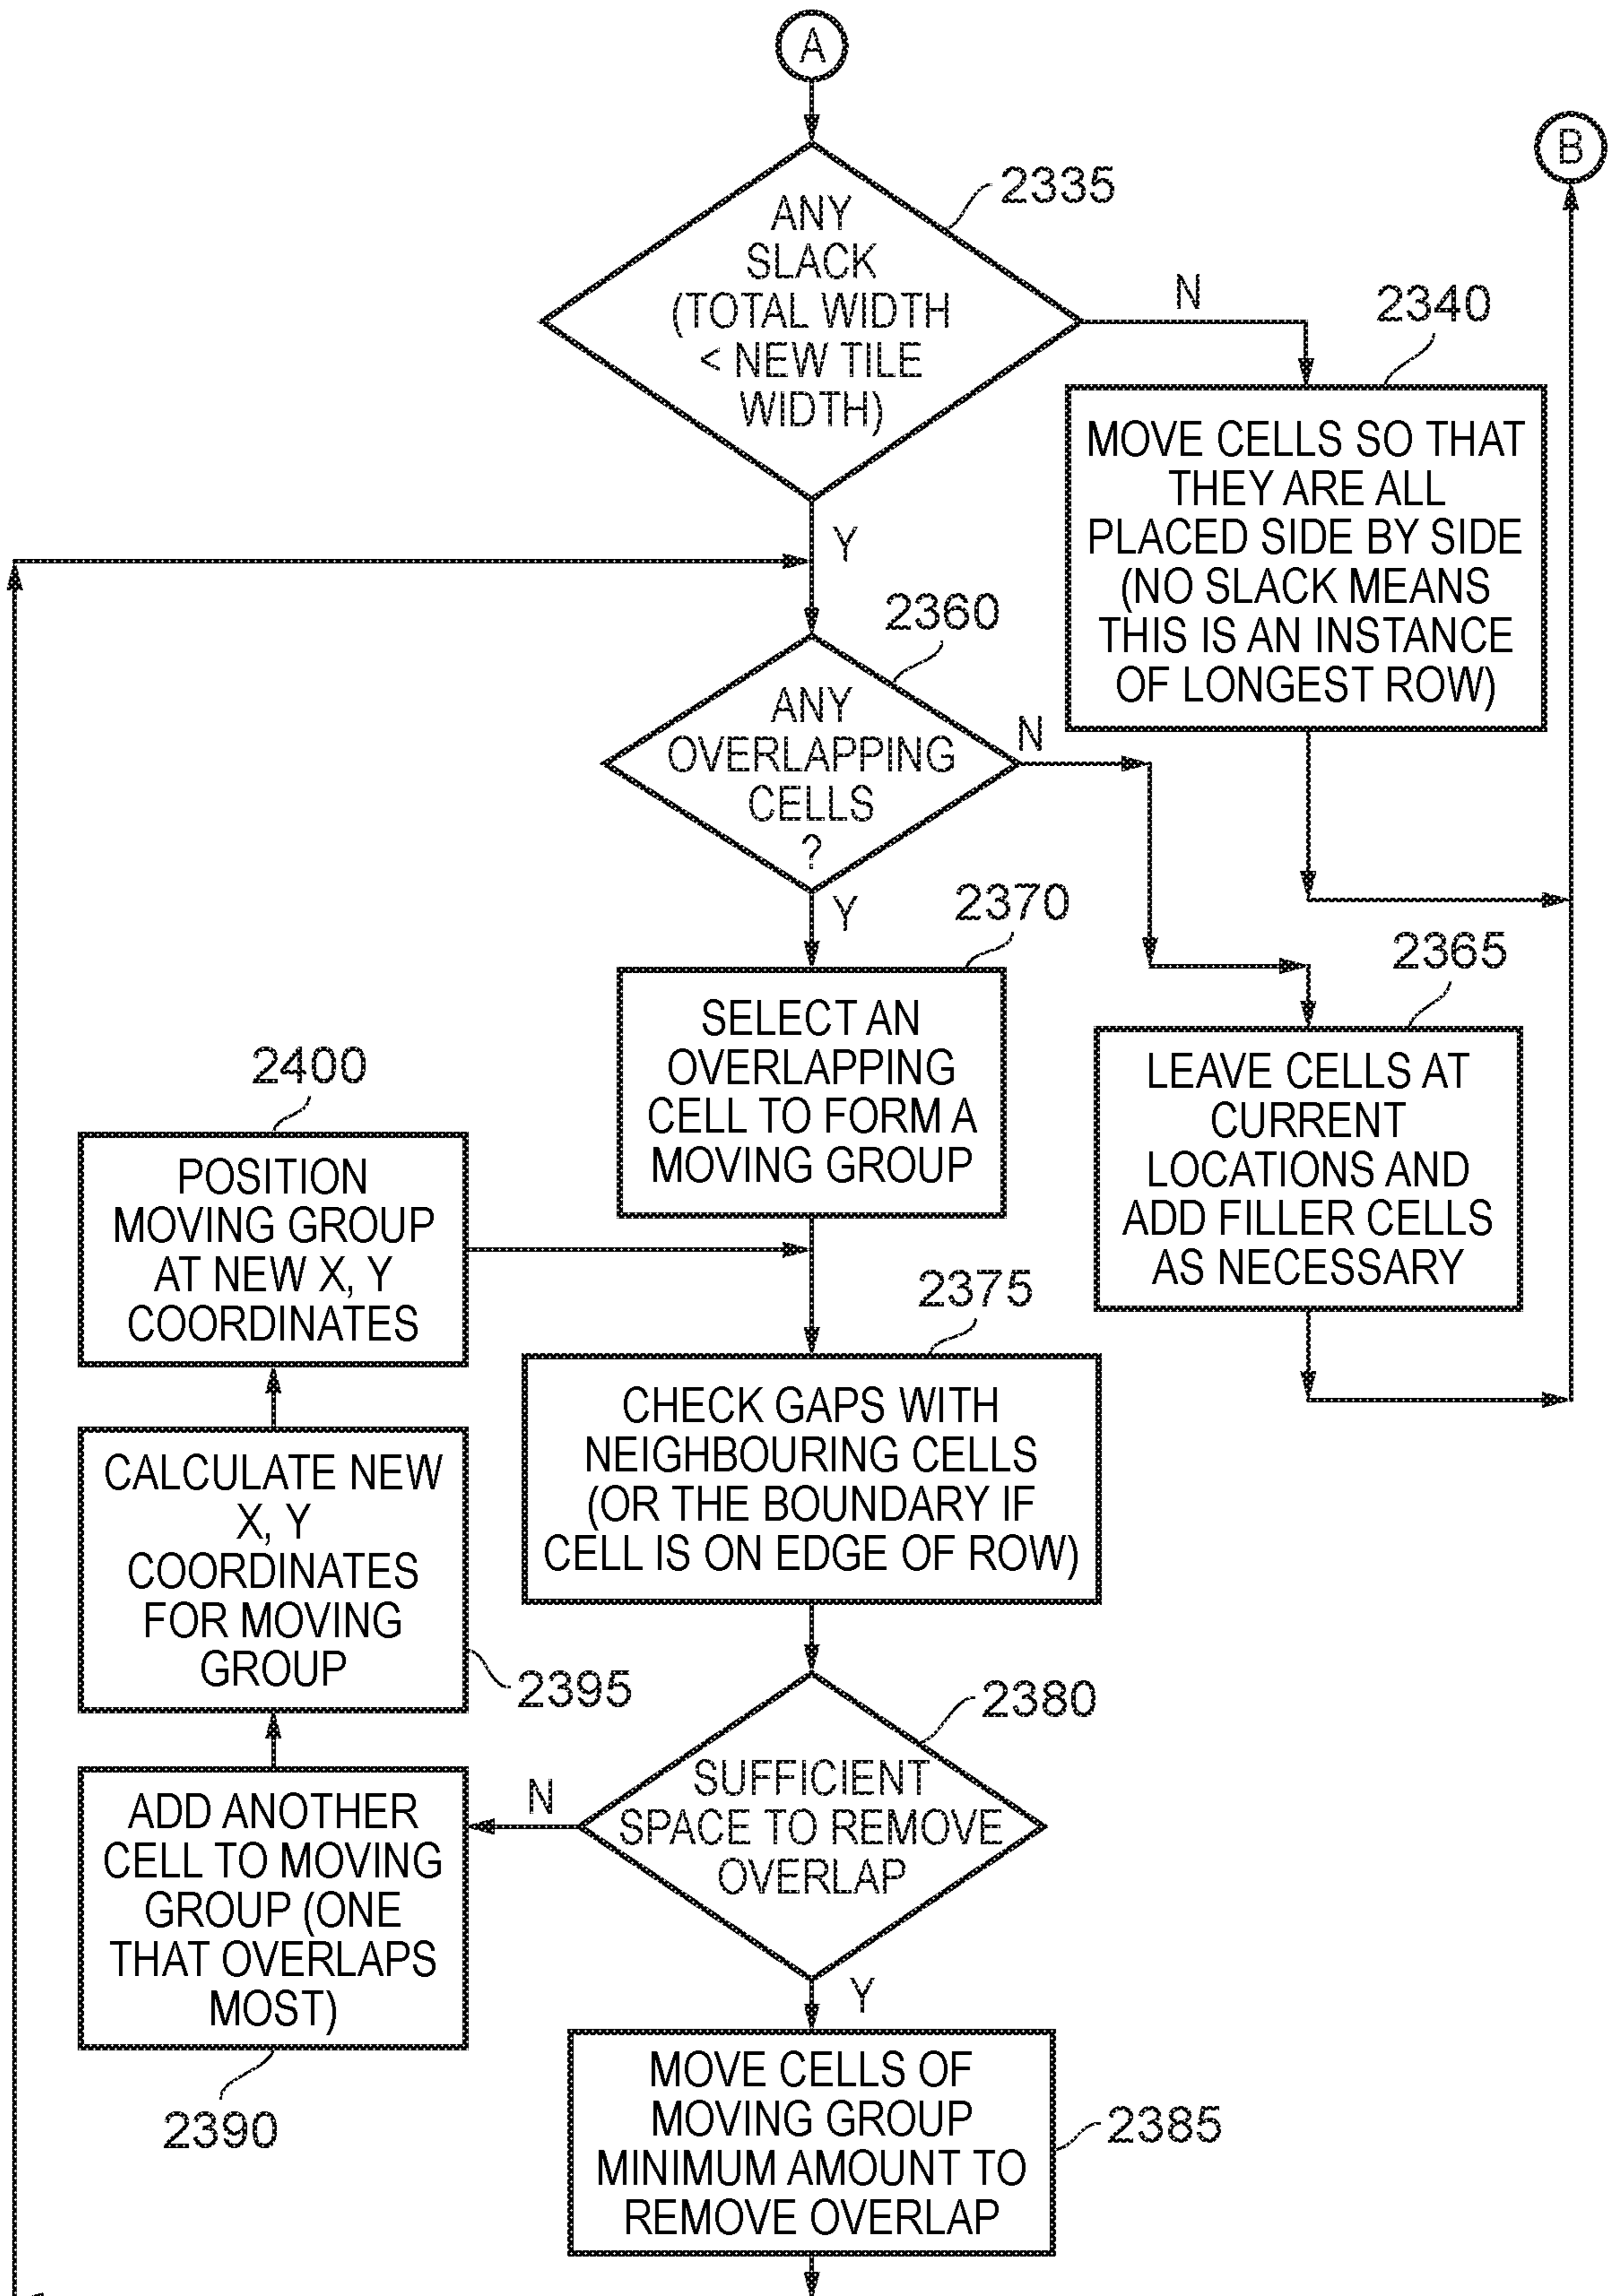 A
B
2335
ANY
SLACK
(TOTAL WIDTH
< NEW TILE
WIDTH)
N
2340
MOVE CELLS SO THAT
THEY ARE ALL
PLACED SIDE BY SIDE
(NO SLACK MEANS
THIS IS AN INSTANCE
OF LONGEST ROW)
Y
2360
ANY
OVERLAPPING
CELLS
?
N
Y
2370
SELECT AN
OVERLAPPING
CELL TO FORM A
MOVING GROUP
2365
LEAVE CELLS AT
CURRENT
LOCATIONS AND
ADD FILLER CELLS
AS NECESSARY
2400
POSITION
MOVING GROUP
AT NEW X, Y
COORDINATES
2375
CHECK GAPS WITH
NEIGHBOURING CELLS
(OR THE BOUNDARY IF
CELL IS ON EDGE OF ROW)
CALCULATE NEW
X, Y
COORDINATES
FOR MOVING
GROUP
2395
2380
SUFFICIENT
SPACE TO REMOVE
OVERLAP
N
ADD ANOTHER
CELL TO MOVING
GROUP (ONE
THAT OVERLAPS
MOST)
2390
Y
MOVE CELLS OF
MOVING GROUP
MINIMUM AMOUNT TO
REMOVE OVERLAP
2385